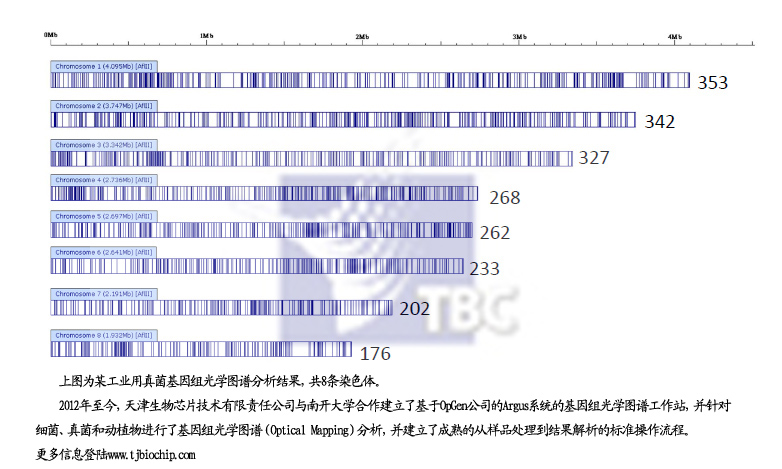 0Mb 1Mb 2Mb 3Mb 4Mb
Chromosome 1 (4.095Mb) [AflII]
353
Chromosome 2 (3.747Mb) [AflII]
342
Chromosome 3 (3.342Mb) [AflII]
327
Chromosome 4 (2.736Mb) [AflII]
268
Chromosome 5 (2.697Mb) [AflII]
262
Chromosome 6 (2.641Mb) [AflII]
233
Chromosome 7 (2.191Mb) [AflII]
202
TBC
Chromosome 8 (1.932Mb) [AflII]
176
上图为某工业用真菌基因组光学图谱分析结果，共8条染色体。
2012年至今，天津生物芯片技术有限责任公司与南开大学合作建立了基于OpGen公司的Argus系统的基因组光学图谱工作站，并针对
细菌、真菌和动植物进行了基因组光学图谱(Optical Mapping)分析，并建立了成熟的从样品处理到结果解析的标准操作流程。
更多信息登陆www.tjbiochip.com